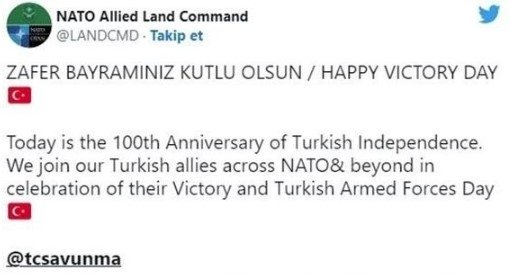 NATO Allied Land Command
@LANDCMD · Takip et
ZAFER BAYRAMINIZ KUTLU OLSUN / HAPPY VICTORY DAY
🇹🇷
Today is the 100th Anniversary of Turkish Independence.
We join our Turkish allies across NATO& beyond in
celebration of their Victory and Turkish Armed Forces Day
🇹🇷
@tcsavunma